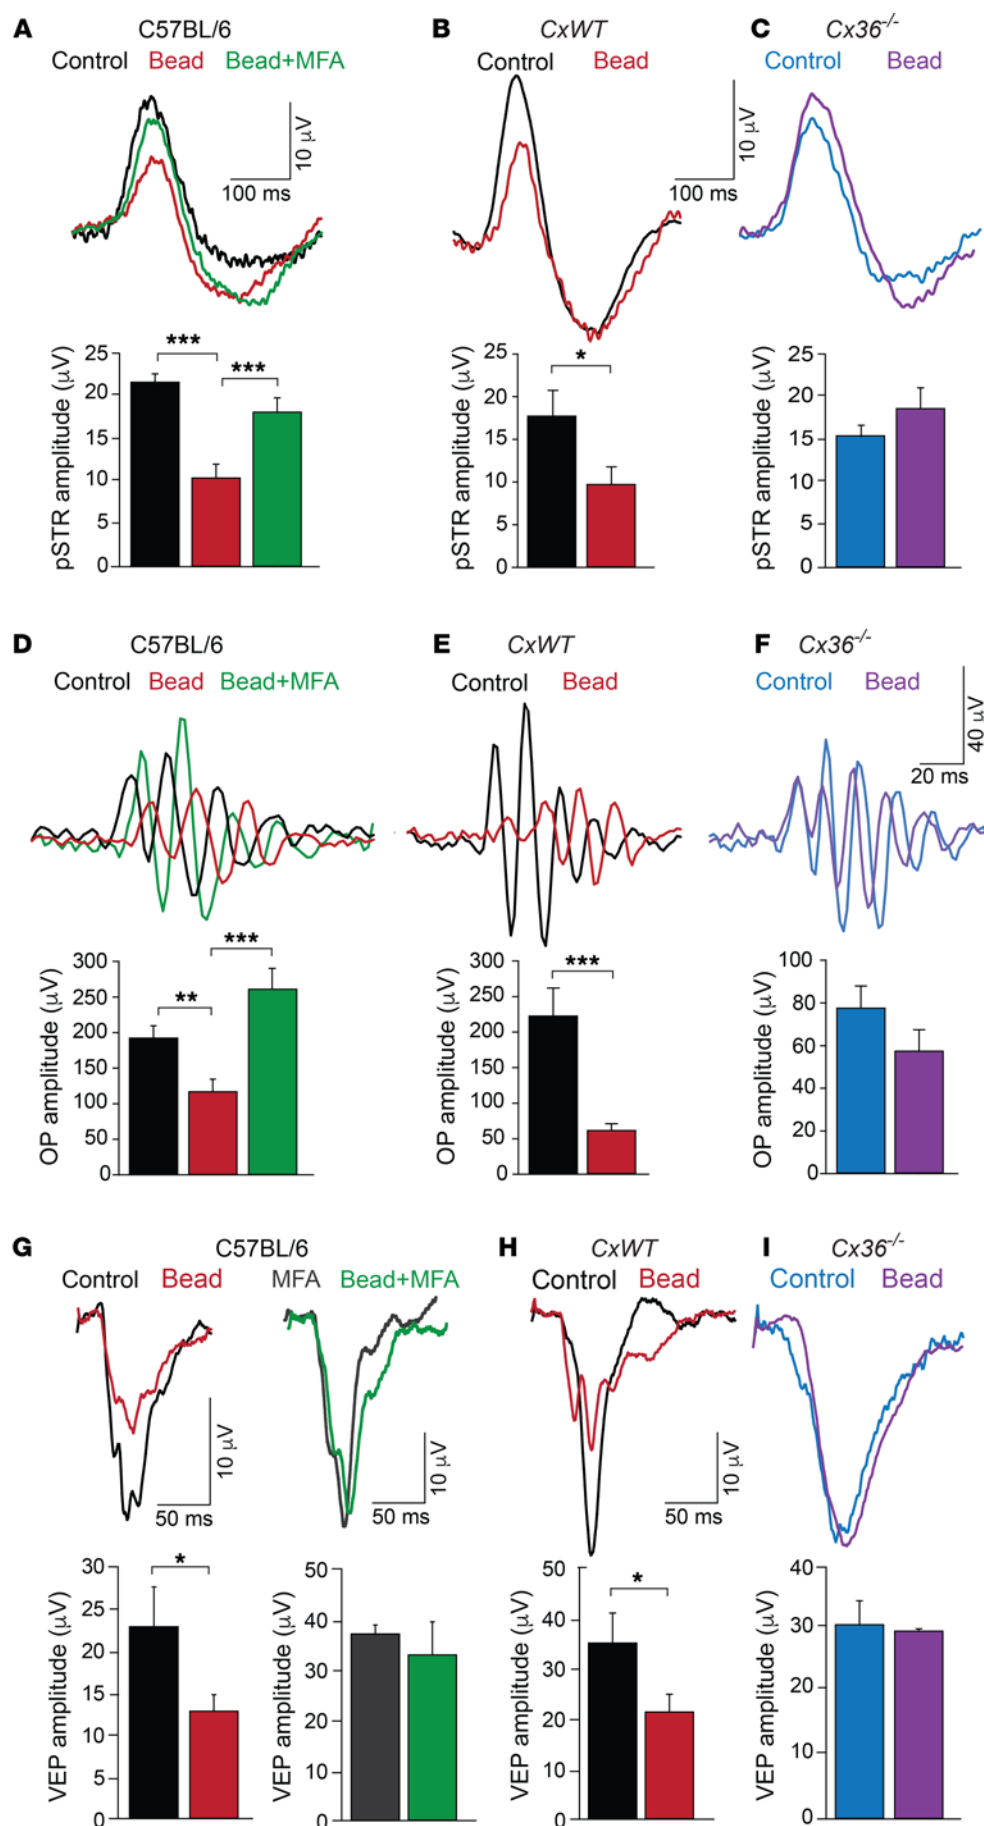 A C57BL/6
Control Bead Bead+MFA
10 µV
100 ms
B CxWT
Control Bead
10 µV
100 ms
C Cx36-/-
Control Bead
pSTR amplitude (µV)
25
20
15
10
5
0
*** ***
pSTR amplitude (µV)
25
20
15
10
5
0
*
pSTR amplitude (µV)
25
20
15
10
5
0
D C57BL/6
Control Bead Bead+MFA
E CxWT
Control Bead
F Cx36-/-
Control Bead
40 µV
20 ms
OP amplitude (µV)
300
250
200
150
100
50
0
** ***
OP amplitude (µV)
300
250
200
150
100
50
0
***
OP amplitude (µV)
100
80
60
40
20
0
G C57BL/6
Control Bead
10 µV
50 ms
MFA Bead+MFA
10 µV
50 ms
H CxWT
Control Bead
10 µV
50 ms
I Cx36-/-
Control Bead
VEP amplitude (µV)
30
25
20
15
10
5
0
*
VEP amplitude (µV)
50
40
30
20
10
0
VEP amplitude (µV)
50
40
30
20
10
0
*
VEP amplitude (µV)
40
30
20
10
0